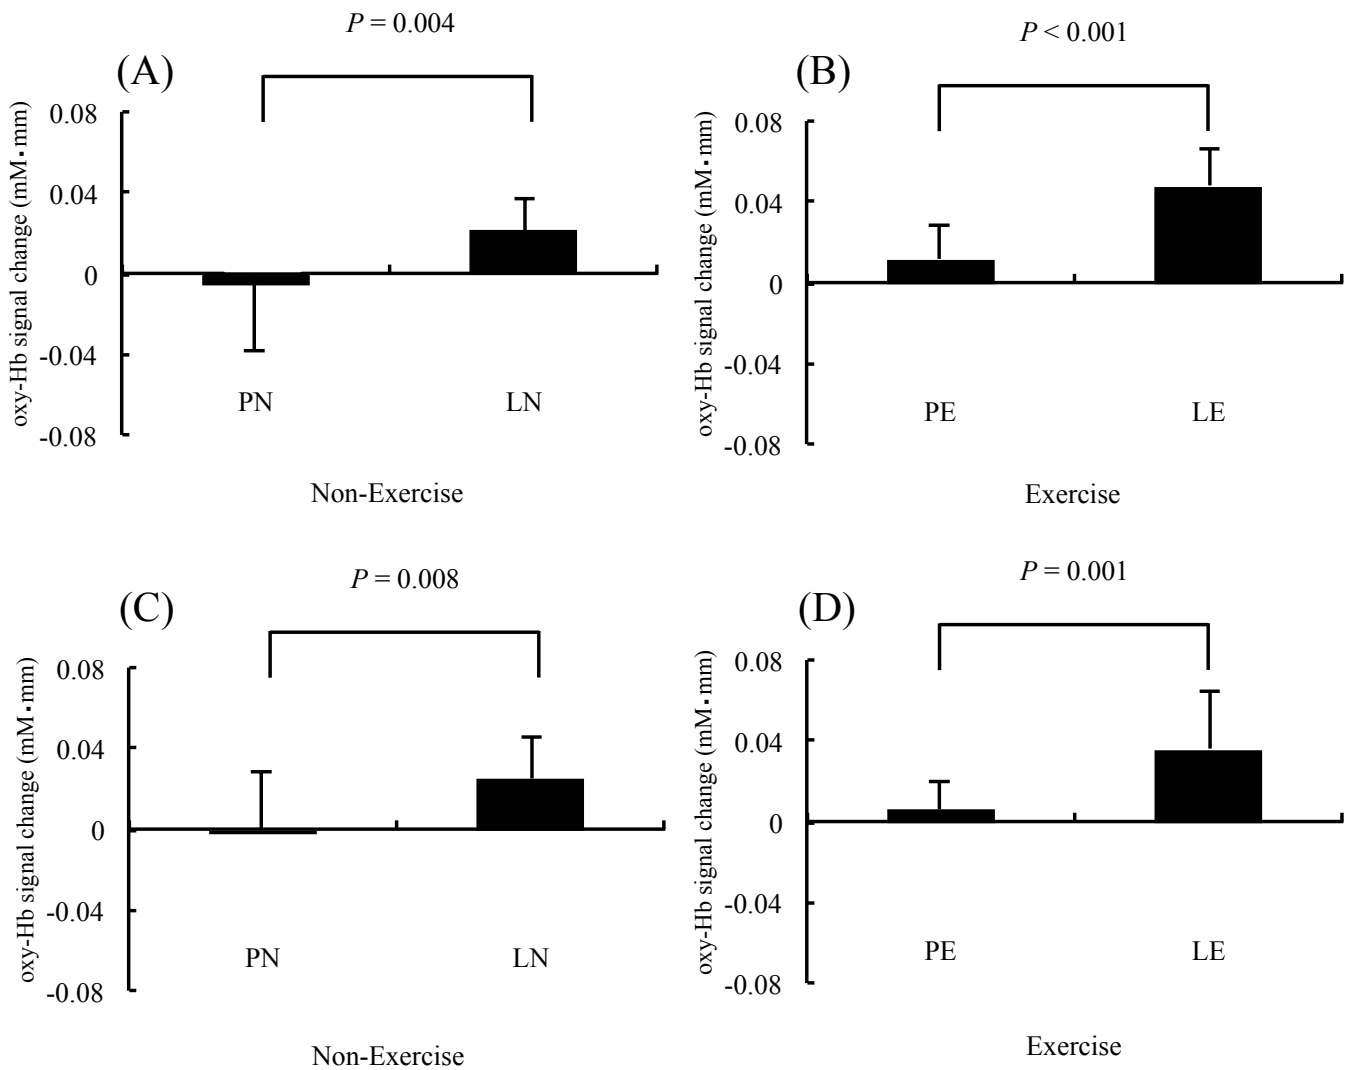 P = 0.004
(A)
oxy-Hb signal change (mM・mm)
0.08
0.04
0
-0.04
-0.08
PN
LN
Non-Exercise
P < 0.001
(B)
oxy-Hb signal change (mM・mm)
0.08
0.04
0
-0.04
-0.08
PE
LE
Exercise
P = 0.008
(C)
oxy-Hb signal change (mM・mm)
0.08
0.04
0
-0.04
-0.08
PN
LN
Non-Exercise
P = 0.001
(D)
oxy-Hb signal change (mM・mm)
0.08
0.04
0
-0.04
-0.08
PE
LE
Exercise